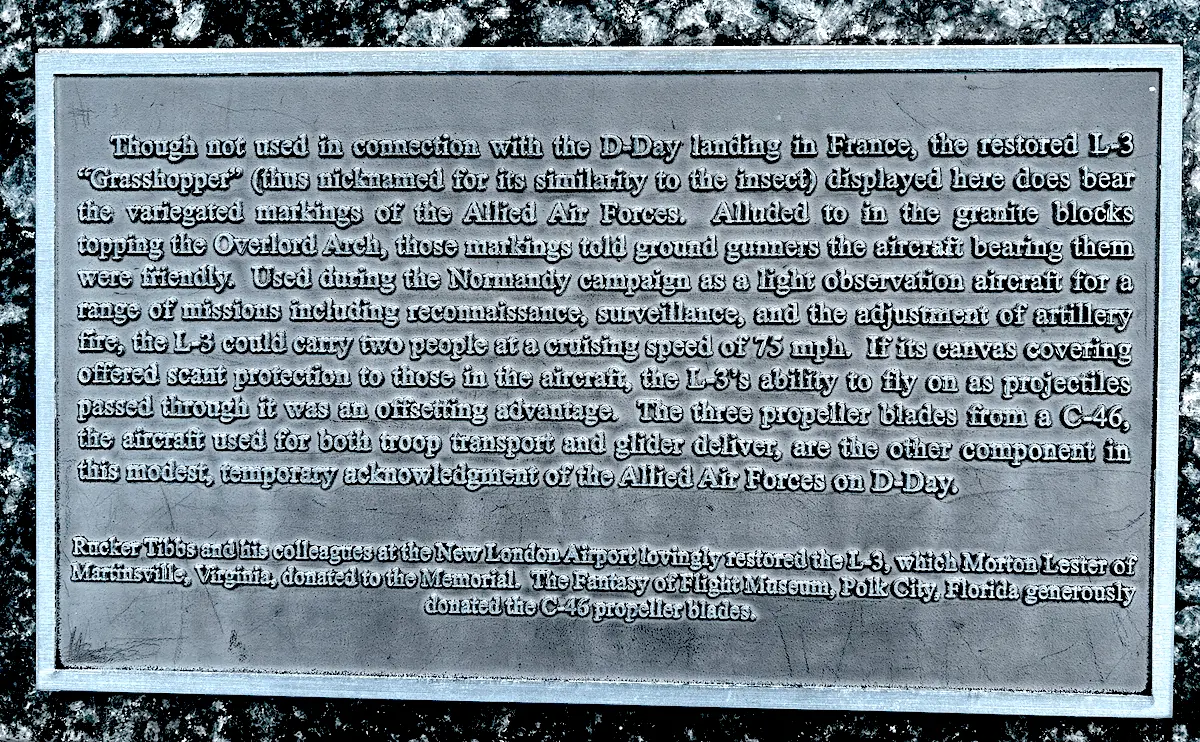 Though not used in connection with the D-Day landing in France, the restored L-3
“Grasshopper” (thus nicknamed for its similarity to the insect) displayed here does bear
the variegated markings of the Allied Air Forces. Alluded to in the granite blocks
topping the Overlord Arch, those markings told ground gunners the aircraft bearing them
were friendly. Used during the Normandy campaign as a light observation aircraft for a
range of missions including reconnaissance, surveillance, and the adjustment of artillery
fire, the L-3 could carry two people at a cruising speed of 75 mph. If its canvas covering
offered scant protection to those in the aircraft, the L-3‘s ability to fly on as projectiles
passed through it was an offsetting advantage. The three propeller blades from a C-46,
the aircraft used for both troop transport and glider deliver, are the other component in
this modest, temporary acknowledgment of the Allied Air Forces on D-Day.
Rucker Tibbs and his colleagues at the New London Airport lovingly restored the L-3, which Morton Lester of
Martinsville, Virginia, donated to the Memorial. The Fantasy of Flight Museum, Polk City, Florida generously
donated the C-46 propeller blades.